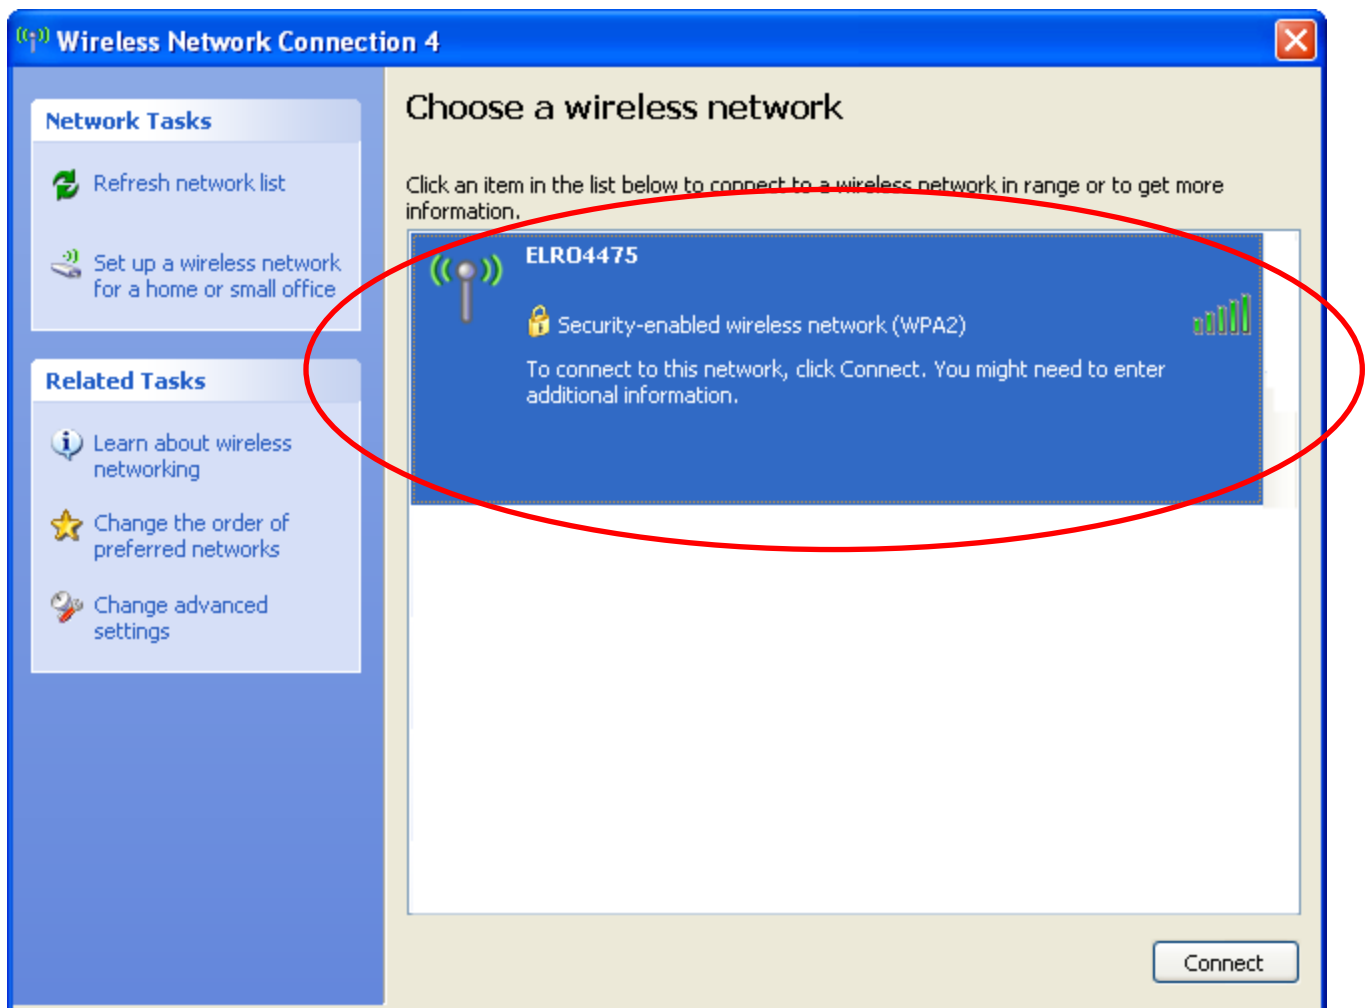 Wireless Network Connection 4
Network Tasks
Refresh network list
Set up a wireless network
for a home or small office
Related Tasks
Learn about wireless
networking
Change the order of
preferred networks
Change advanced
settings
Choose a wireless network
Click an item in the list below to connect to a wireless network in range or to get more
information.
ELRO4475
Security-enabled wireless network (WPA2)
To connect to this network, click Connect. You might need to enter
additional information.
Connect